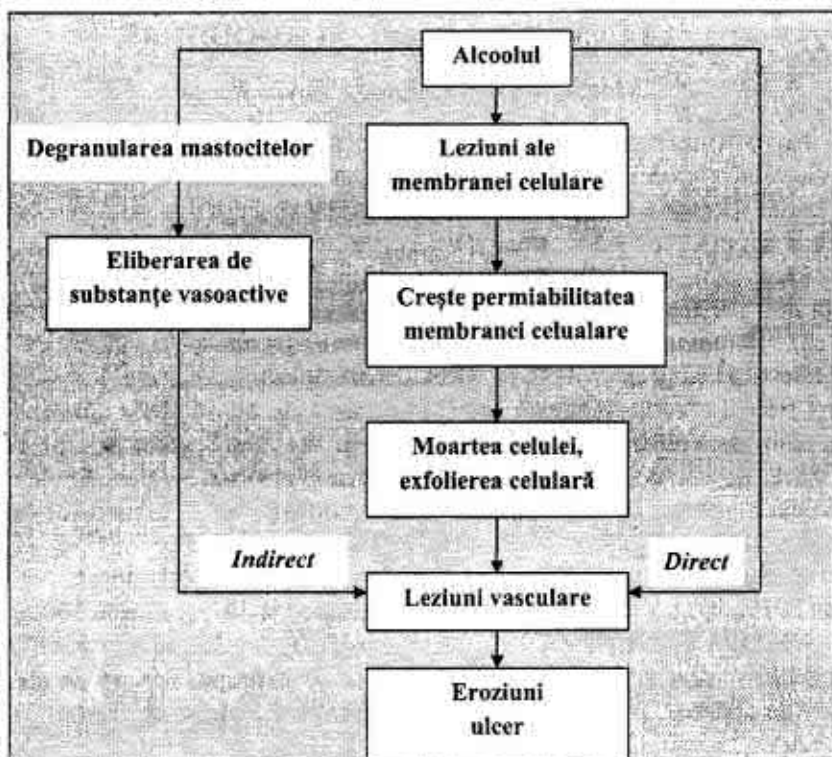 Alcoolul
Degranularea mastocitelor
Leziuni ale
membranei celulare
Eliberarea de
substanțe vasoactive
Crește permiabilitatea
membranei celualare
Moartea celulei,
exfolierea celulară
Indirect
Direct
Leziuni vasculare
Eroziuni
ulcer